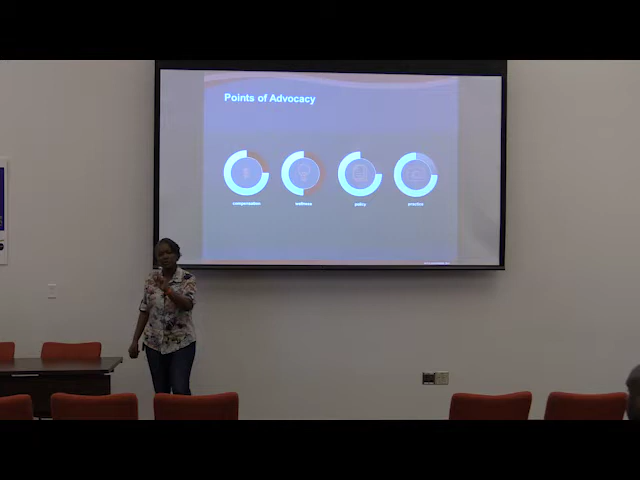 Points of Advocacy
compensation
wellness
policy
practice